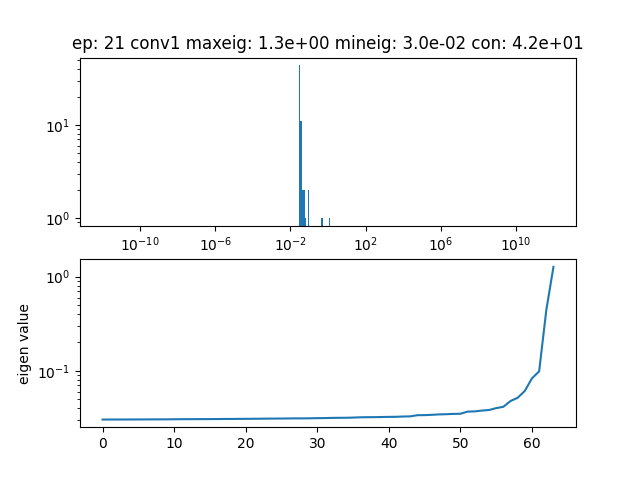 ep: 21 conv1 maxeig: 1.3e+00 mineig: 3.0e-02 con: 4.2e+01
10¹
10⁰
10⁻¹⁰ 10⁻⁶ 10⁻² 10² 10⁶ 10¹⁰
10⁰
10⁻¹
eigen value
0 10 20 30 40 50 60